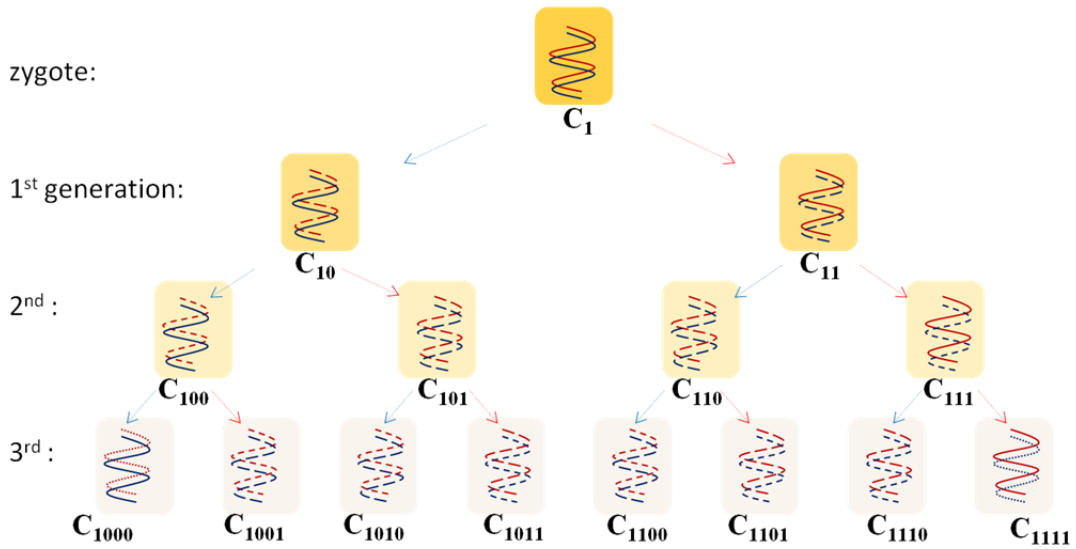 zygote:
C₁
1ˢᵗ generation:
C₁₀ C₁₁
2ⁿᵈ :
C₁₀₀ C₁₀₁ C₁₁₀ C₁₁₁
3ʳᵈ :
C₁₀₀₀ C₁₀₀₁ C₁₀₁₀ C₁₀₁₁ C₁₁₀₀ C₁₁₀₁ C₁₁₁₀ C₁₁₁₁